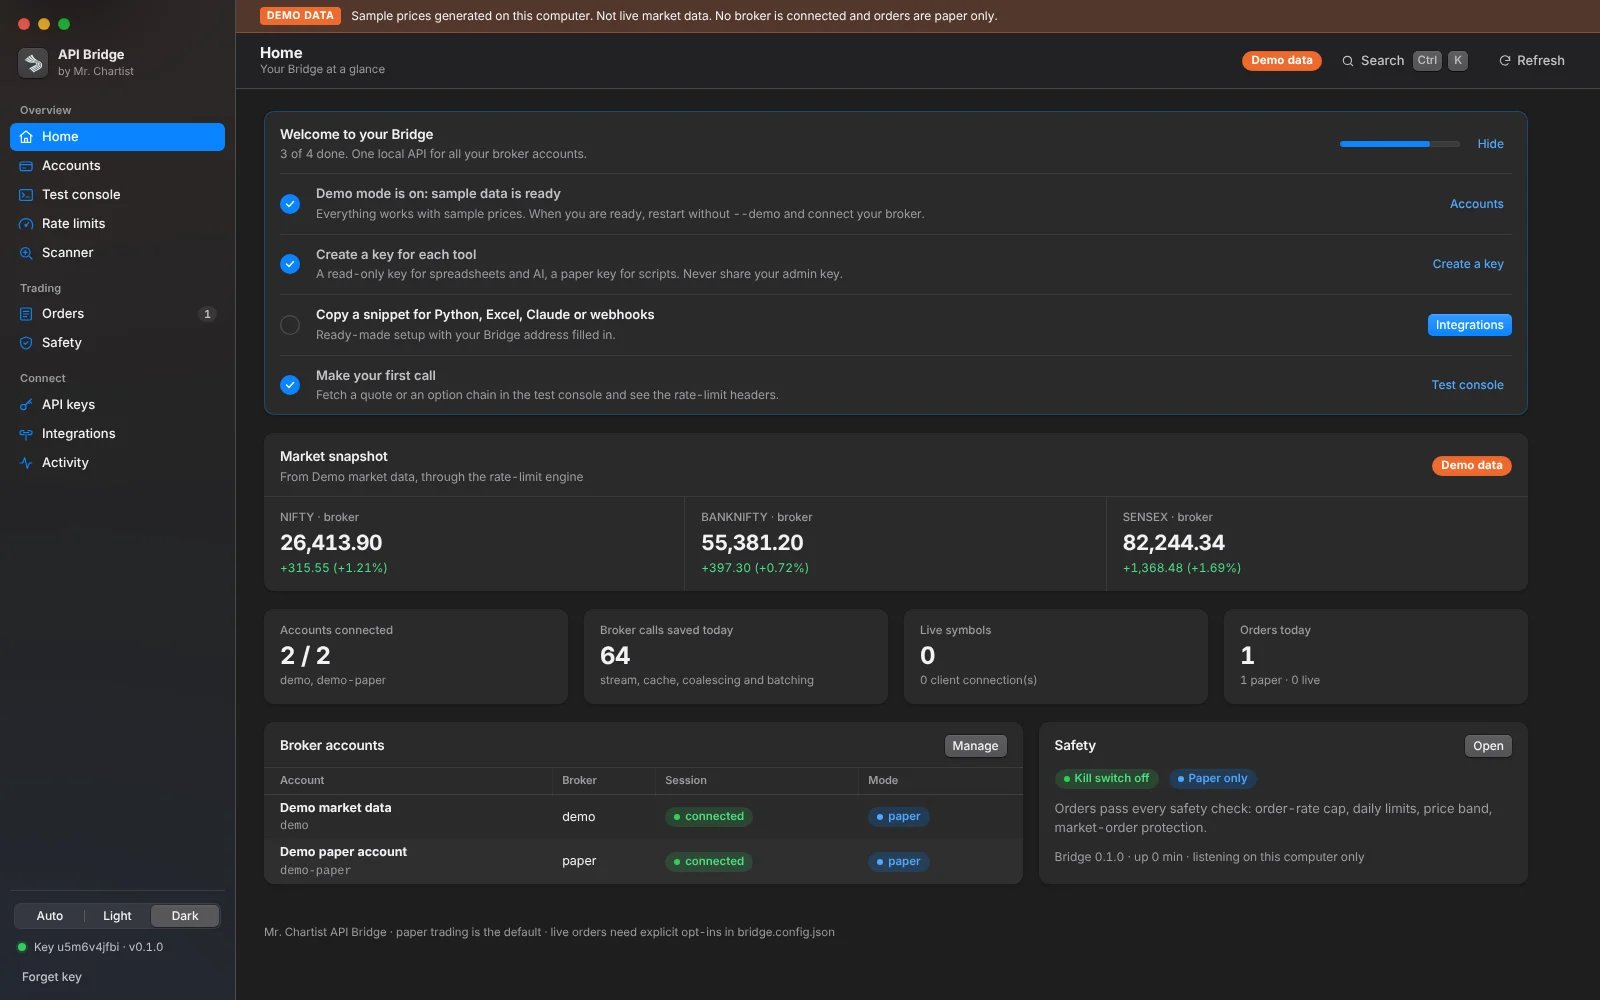 API Bridge
by Mr. Chartist
Overview
Home
Accounts
Test console
Rate limits
Scanner
Trading
Orders 1
Safety
Connect
API keys
Integrations
Activity
Auto Light Dark
Key u5m6v4jfbi · v0.1.0
Forget key
DEMO DATA Sample prices generated on this computer. Not live market data. No broker is connected and orders are paper only.
Home
Your Bridge at a glance
Demo data Search Ctrl K Refresh
Welcome to your Bridge
3 of 4 done. One local API for all your broker accounts.
Hide
Demo mode is on: sample data is ready
Everything works with sample prices. When you are ready, restart without --demo and connect your broker.
Accounts
Create a key for each tool
A read-only key for spreadsheets and AI, a paper key for scripts. Never share your admin key.
Create a key
Copy a snippet for Python, Excel, Claude or webhooks
Ready-made setup with your Bridge address filled in.
Integrations
Make your first call
Fetch a quote or an option chain in the test console and see the rate-limit headers.
Test console
Market snapshot
From Demo market data, through the rate-limit engine
Demo data
NIFTY · broker
26,413.90
+315.55 (+1.21%)
BANKNIFTY · broker
55,381.20
+397.30 (+0.72%)
SENSEX · broker
82,244.34
+1,368.48 (+1.69%)
Accounts connected
2 / 2
demo, demo-paper
Broker calls saved today
64
stream, cache, coalescing and batching
Live symbols
0
0 client connection(s)
Orders today
1
1 paper · 0 live
Broker accounts
Manage
Account Broker Session Mode
Demo market data
demo
demo connected paper
Demo paper account
demo-paper
paper connected paper
Safety
Open
Kill switch off Paper only
Orders pass every safety check: order-rate cap, daily limits, price band,
market-order protection.
Bridge 0.1.0 · up 0 min · listening on this computer only
Mr. Chartist API Bridge · paper trading is the default · live orders need explicit opt-ins in bridge.config.json